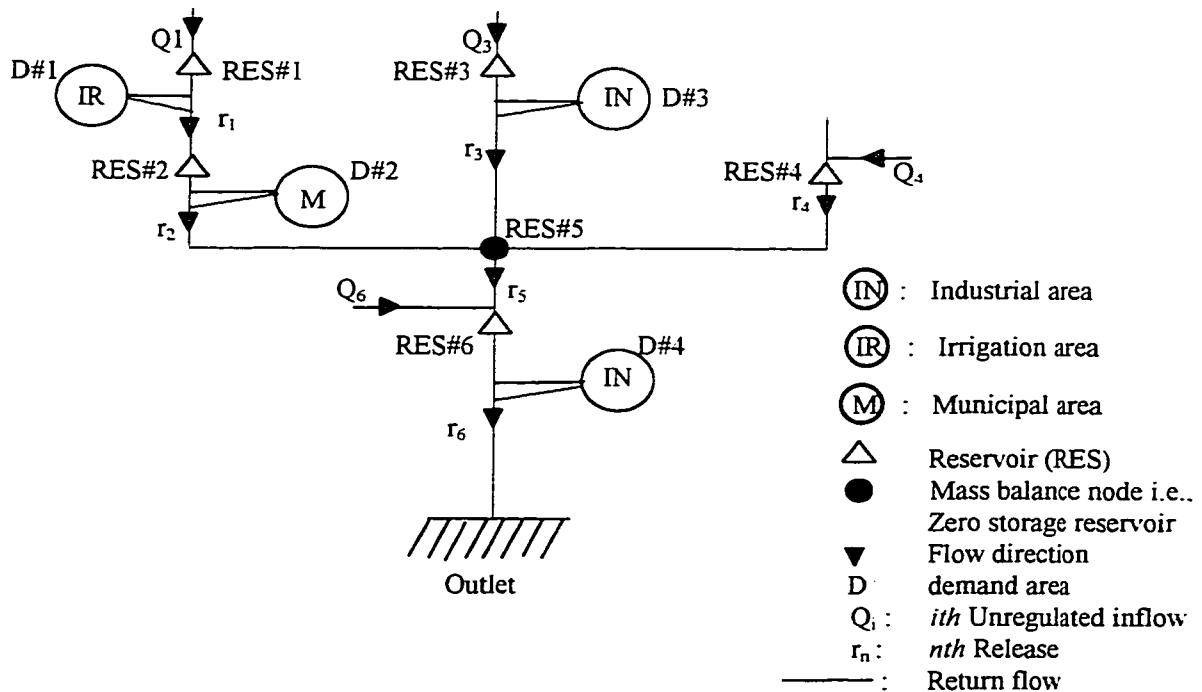 Q1
Q3
D#1
RES#1
RES#3
IR
IN
D#3
r1
r3
RES#2
D#2
RES#4
Q4
M
r4
r2
RES#5
Q6
r5
RES#6
D#4
IN
r6
Outlet
IN : Industrial area
IR : Irrigation area
M : Municipal area
Reservoir (RES)
Mass balance node i.e.,
Zero storage reservoir
Flow direction
D demand area
Qi : ith Unregulated inflow
rn : nth Release
: Return flow